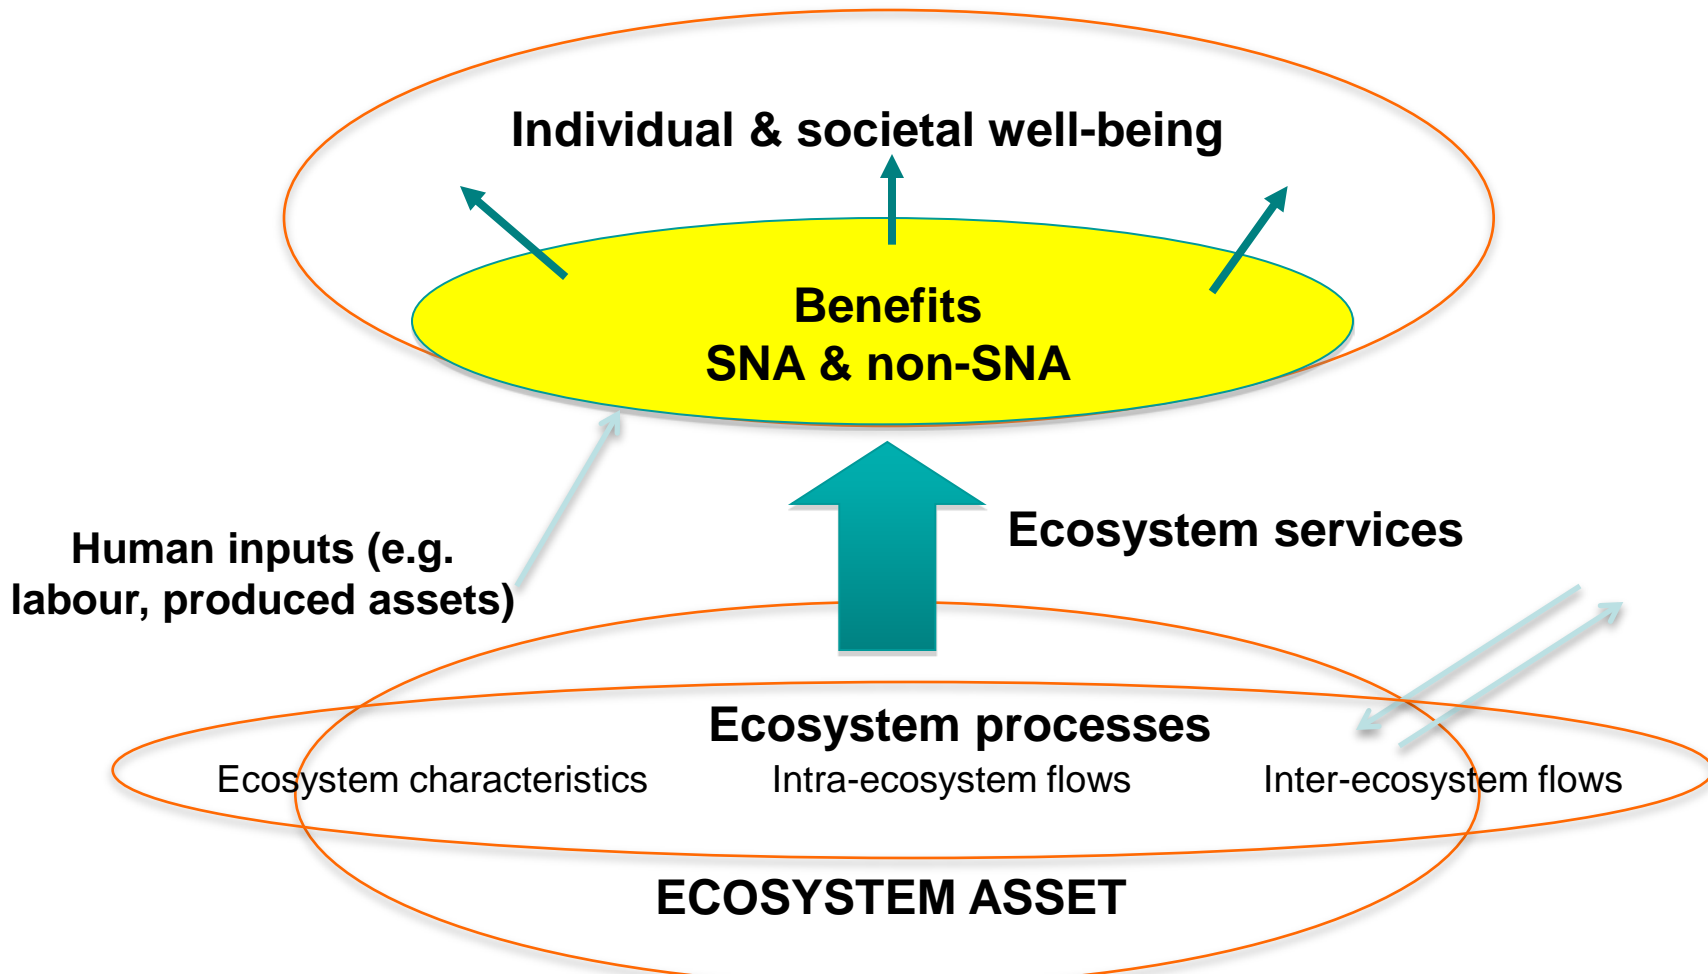 Individual & societal well-being
Benefits
SNA & non-SNA
Ecosystem services
Human inputs (e.g.
labour, produced assets)
Ecosystem processes
Ecosystem characteristics
Intra-ecosystem flows
Inter-ecosystem flows
ECOSYSTEM ASSET